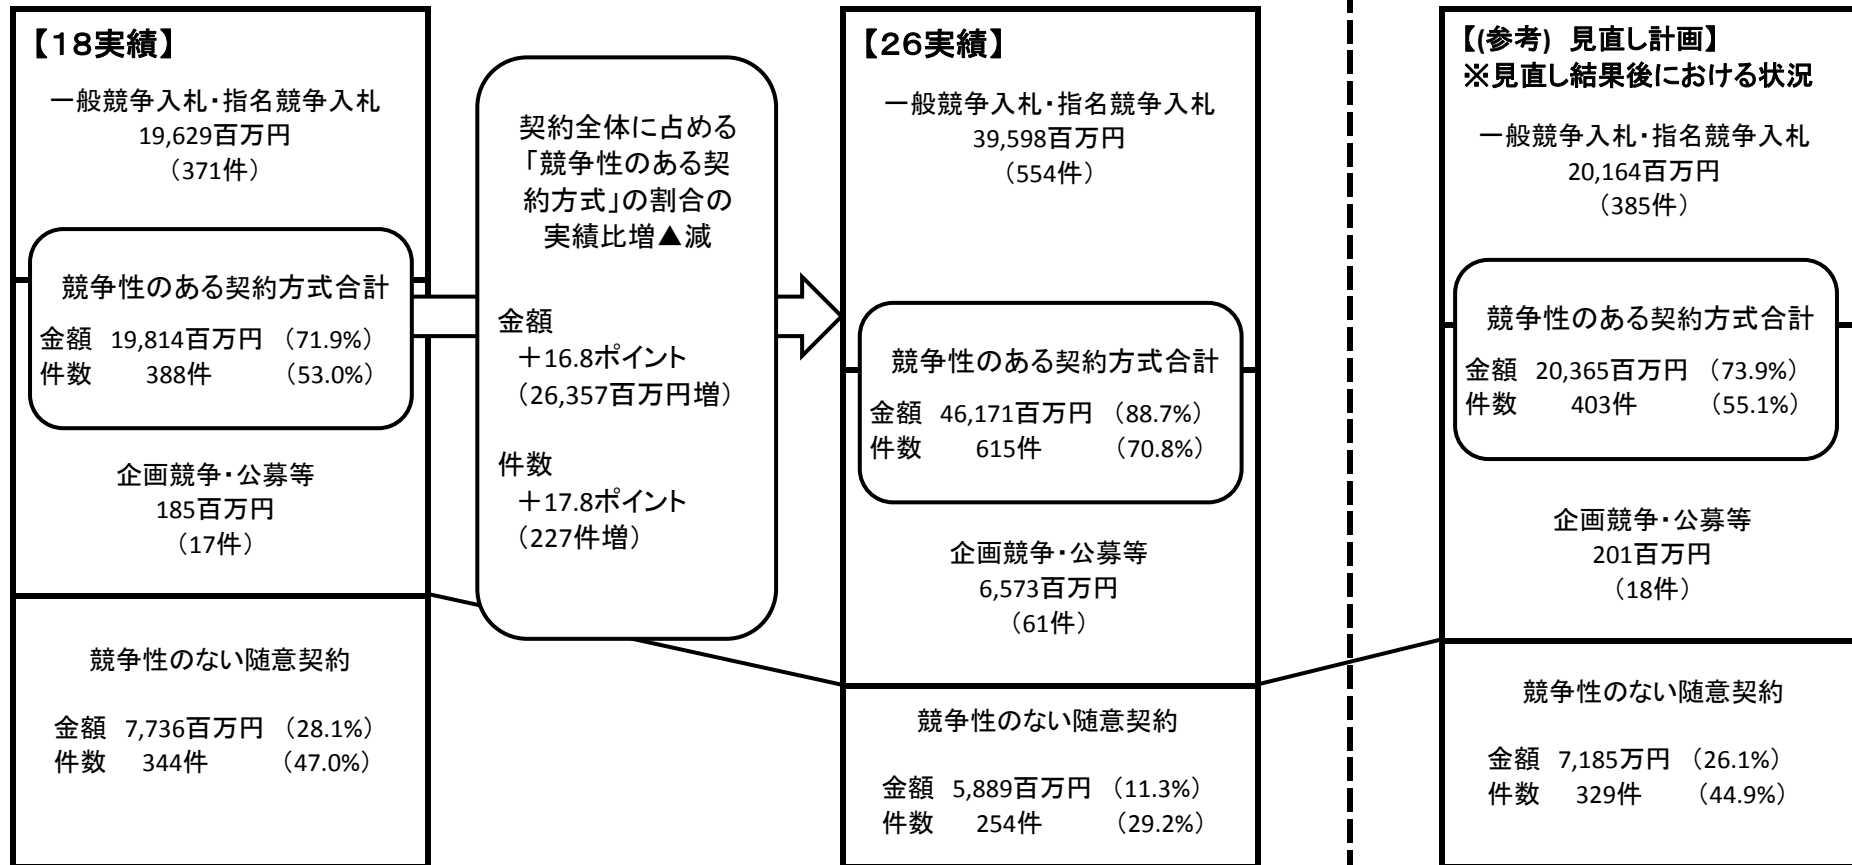 【18実績】
一般競争入札・指名競争入札
19,629百万円
（371件）
競争性のある契約方式合計
金額 19,814百万円 （71.9%）
件数 388件 （53.0%）
企画競争・公募等
185百万円
（17件）
競争性のない随意契約
金額 7,736百万円 （28.1%）
件数 344件 （47.0%）
契約全体に占める
「競争性のある契
約方式」の割合の
実績比増▲減
金額
＋16.8ポイント
（26,357百万円増）
件数
＋17.8ポイント
（227件増）
【26実績】
一般競争入札・指名競争入札
39,598百万円
（554件）
競争性のある契約方式合計
金額 46,171百万円 （88.7%）
件数 615件 （70.8%）
企画競争・公募等
6,573百万円
（61件）
競争性のない随意契約
金額 5,889百万円 （11.3%）
件数 254件 （29.2%）
【(参考) 見直し計画】
※見直し結果後における状況
一般競争入札・指名競争入札
20,164百万円
（385件）
競争性のある契約方式合計
金額 20,365百万円 （73.9%）
件数 403件 （55.1%）
企画競争・公募等
201百万円
（18件）
競争性のない随意契約
金額 7,185万円 （26.1%）
件数 329件 （44.9%）